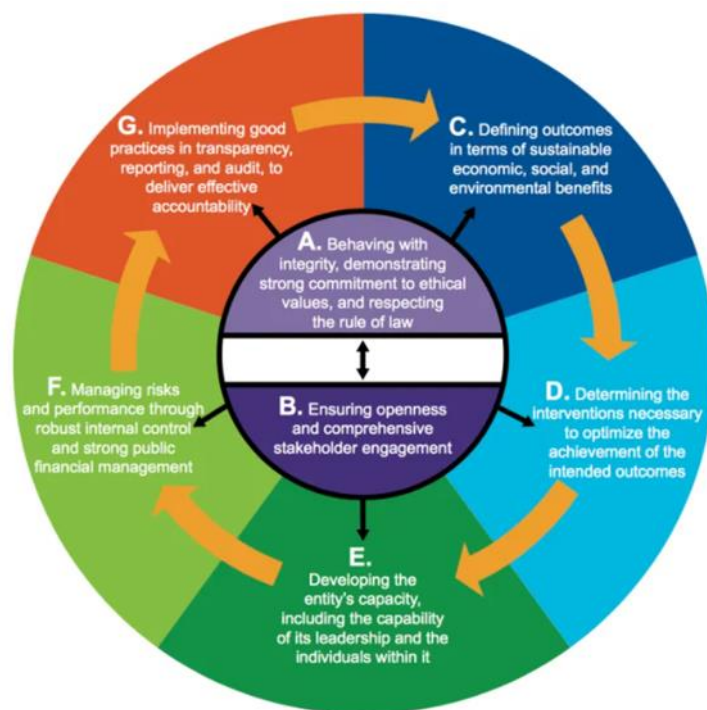 A. Behaving with
integrity, demonstrating
strong commitment to ethical
values, and respecting
the rule of law
B. Ensuring openness
and comprehensive
stakeholder engagement
C. Defining outcomes
in terms of sustainable
economic, social, and
environmental benefits
D. Determining the
interventions necessary
to optimize the
achievement of the
intended outcomes
E.
Developing the
entity's capacity,
including the capability
of its leadership and the
individuals within it
F. Managing risks
and performance through
robust internal control
and strong public
financial management
G. Implementing good
practices in transparency,
reporting, and audit, to
deliver effective
accountability